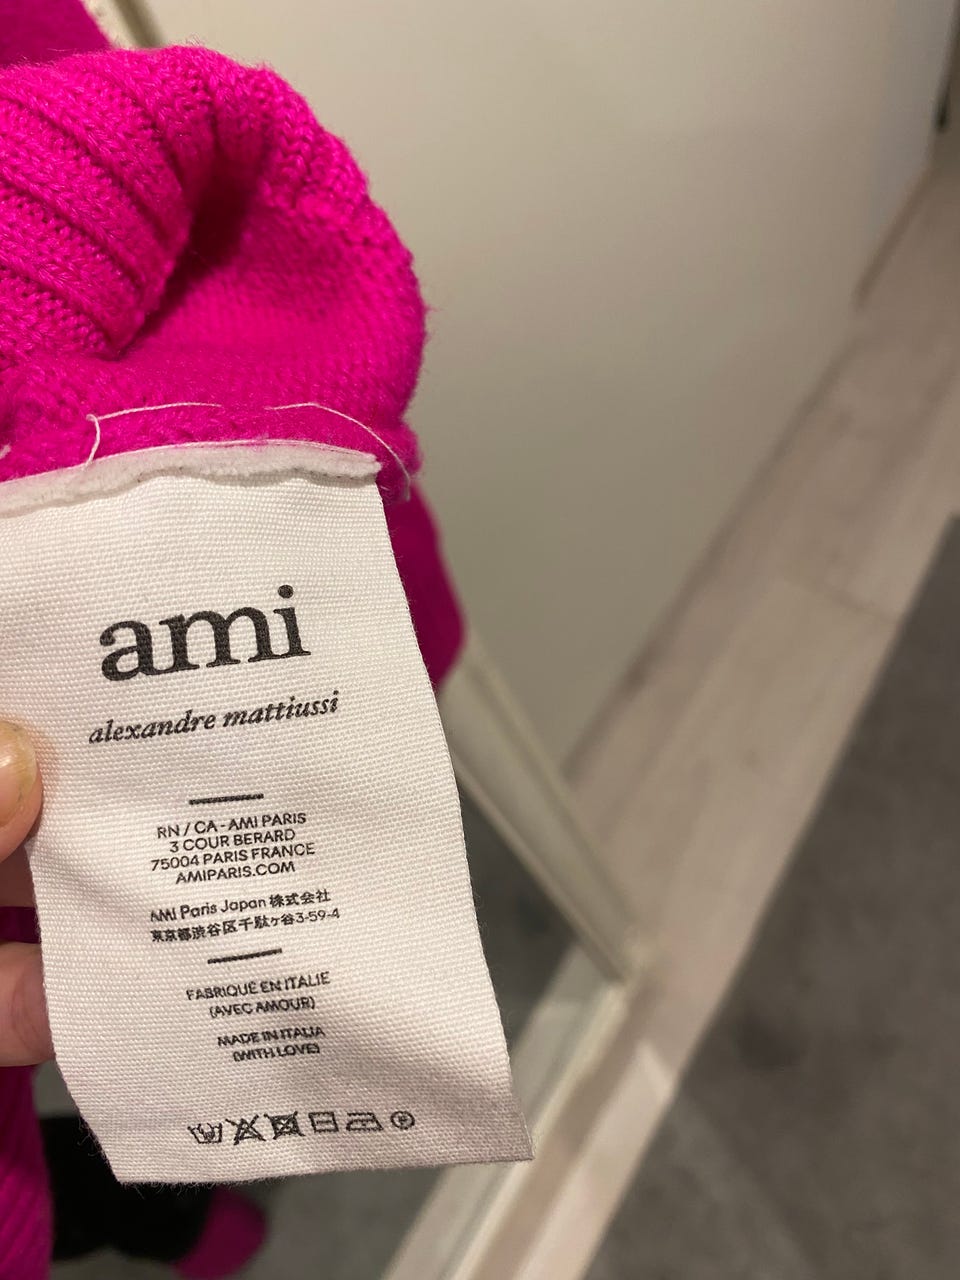 ami
alexandre mattiussi
RN / CA - AMI PARIS
3 COUR BERARD
75004 PARIS FRANCE
AMIPARIS.COM
AMI Paris Japan 株式会社
東京都渋谷区千駄ヶ谷3-59-4
FABRIQUE EN ITALIE
(AVEC AMOUR)
MADE IN ITALIA
(WITH LOVE)